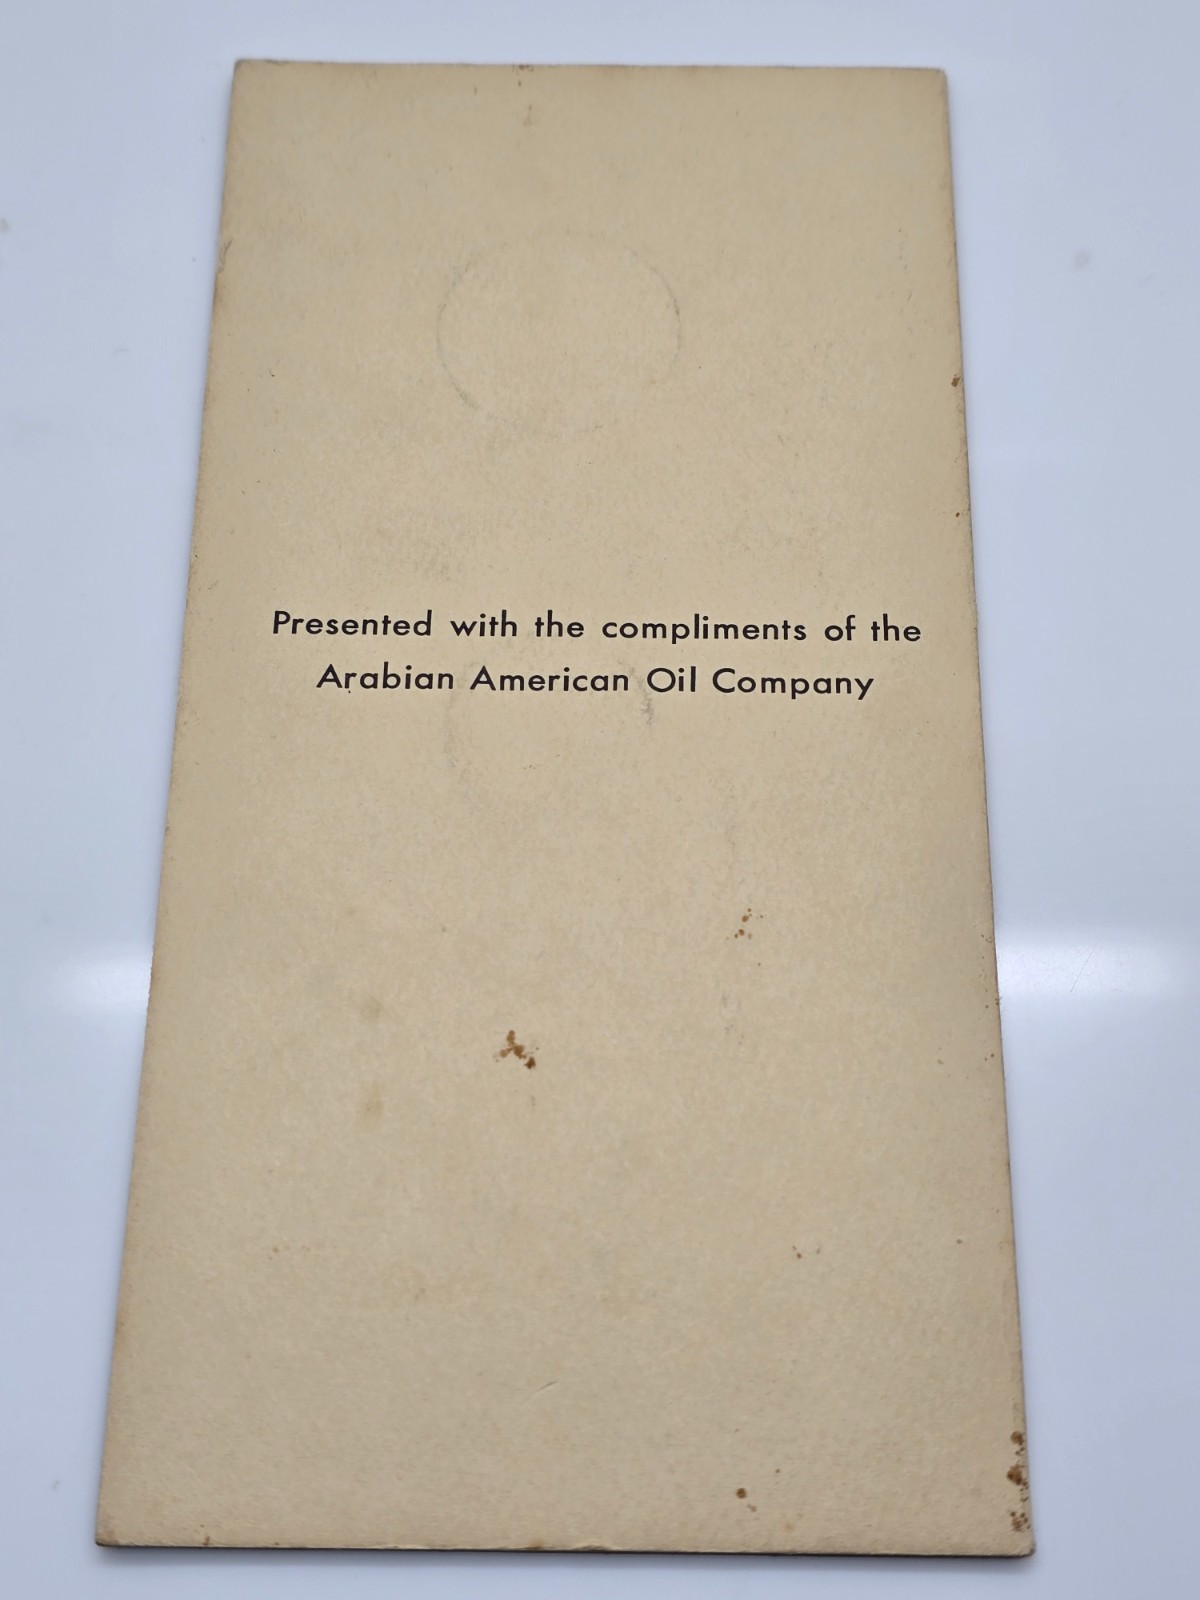 Presented with the compliments of the
Arabian American Oil Company